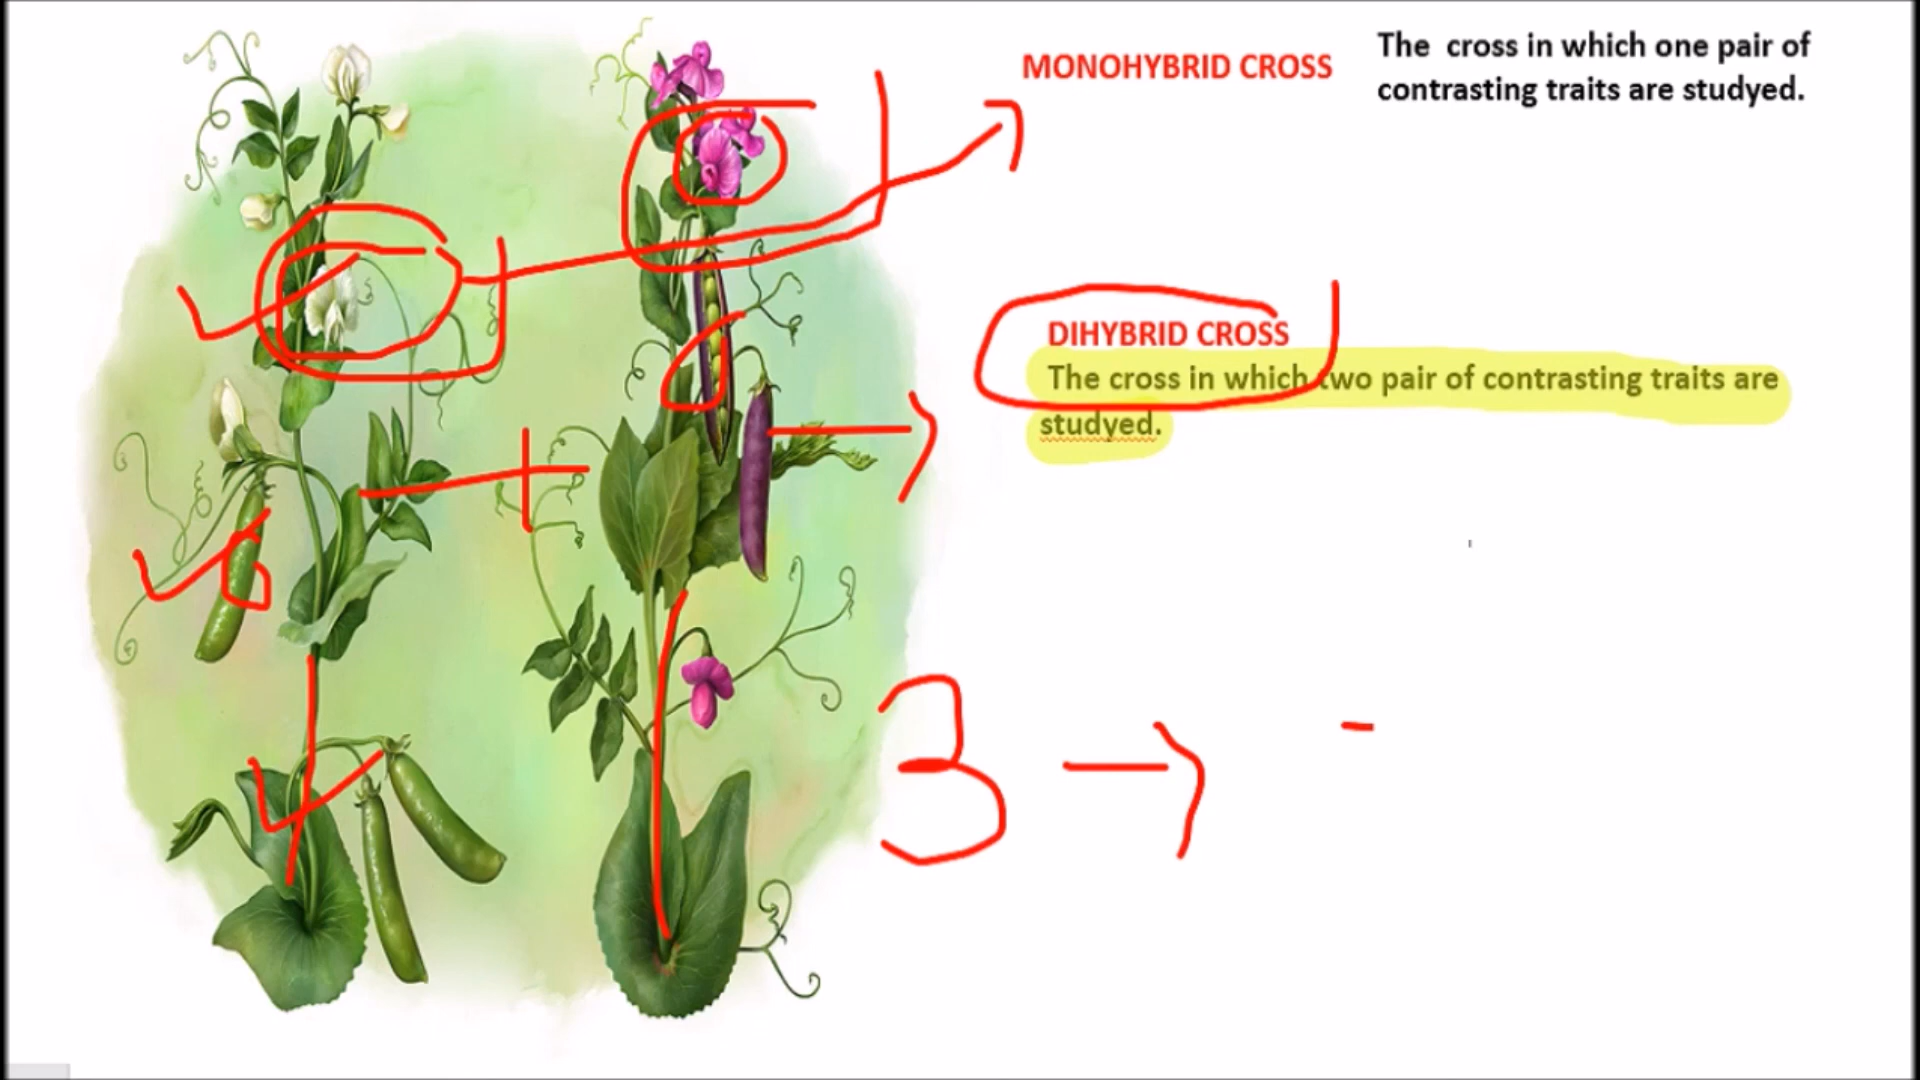 MONOHYBRID CROSS
The cross in which one pair of
contrasting traits are studyed.
DIHYBRID CROSS
The cross in which two pair of contrasting traits are
studyed.
3